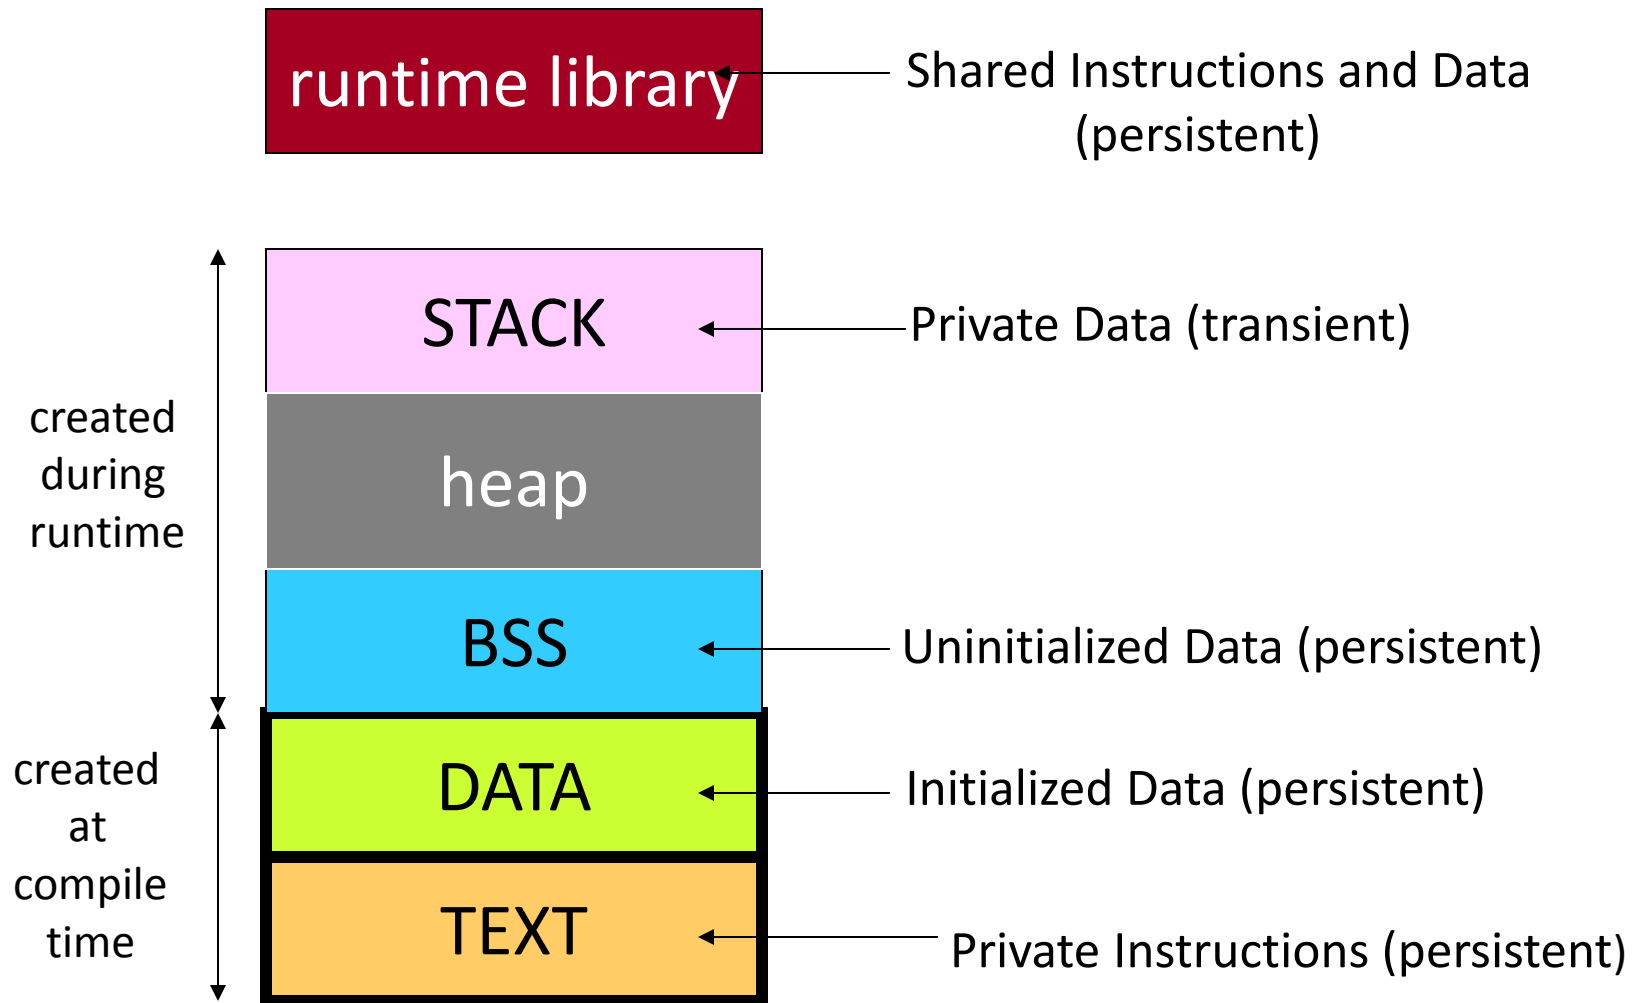 runtime library
Shared Instructions and Data
(persistent)
STACK
Private Data (transient)
created
during
runtime
heap
BSS
Uninitialized Data (persistent)
created
at
compile
time
DATA
Initialized Data (persistent)
TEXT
Private Instructions (persistent)